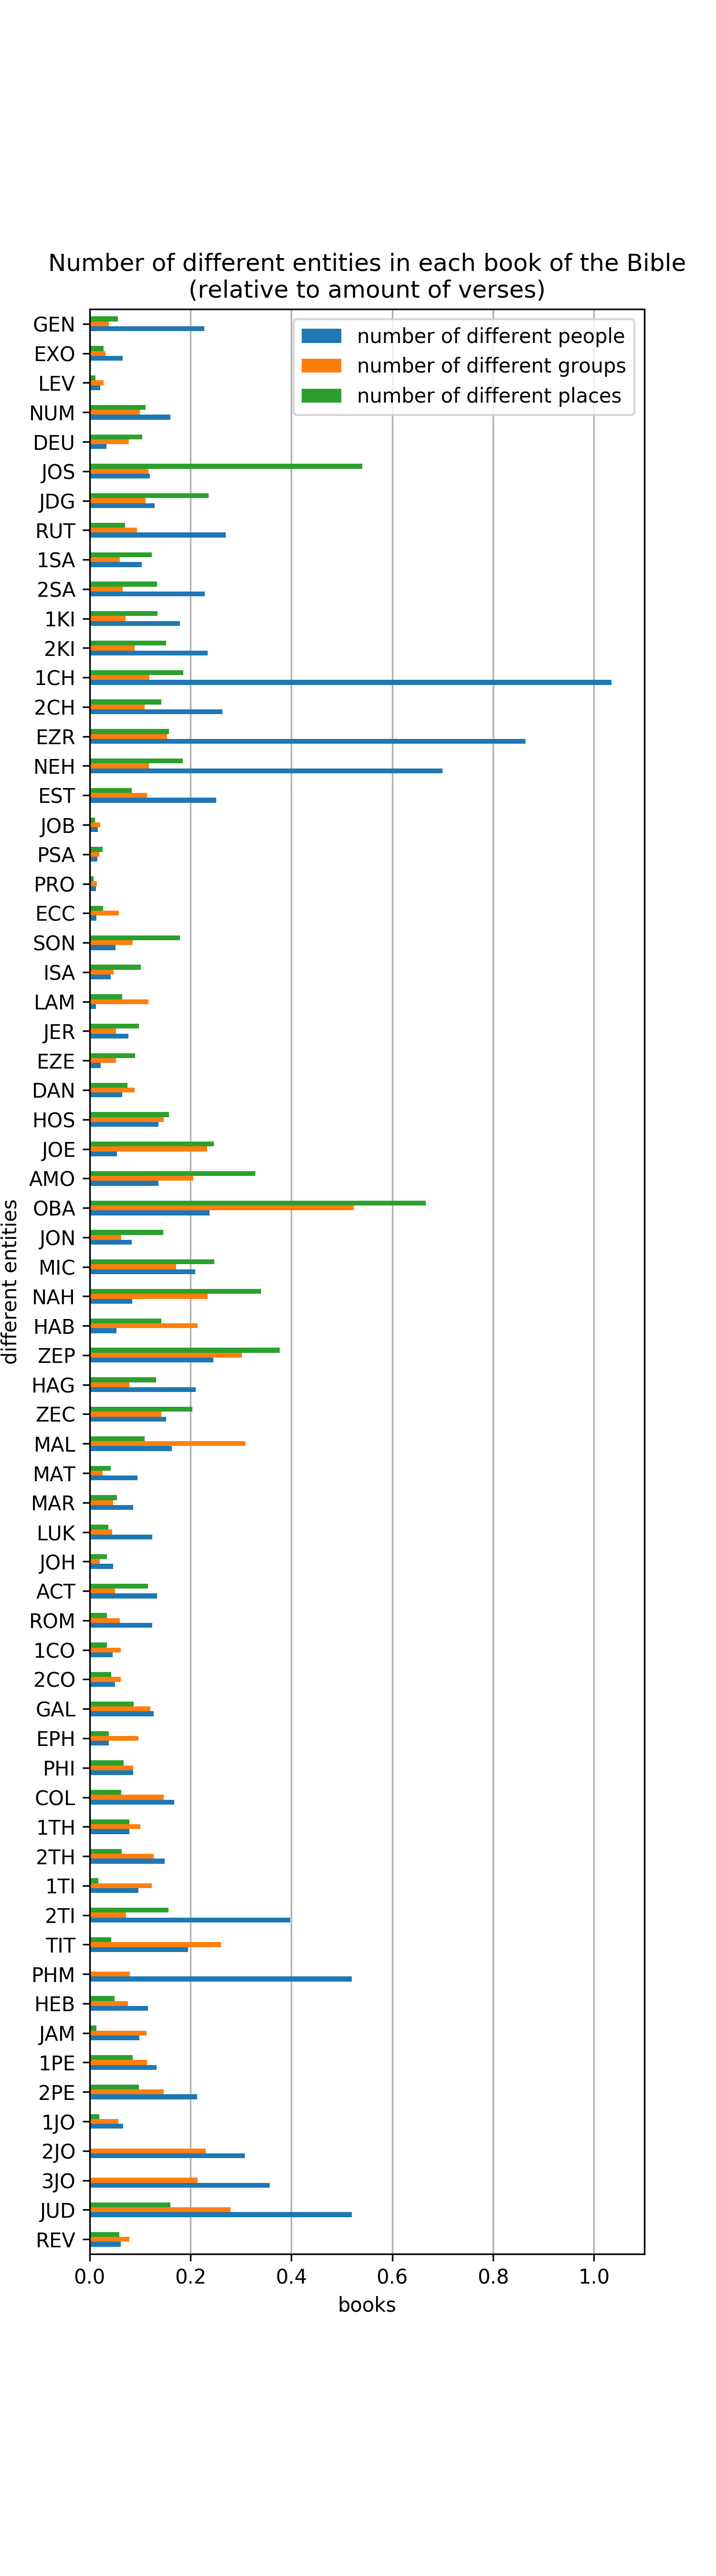 Number of different entities in each book of the Bible
(relative to amount of verses)
number of different people
number of different groups
number of different places
GEN
EXO
LEV
NUM
DEU
JOS
JDG
RUT
1SA
2SA
1KI
2KI
1CH
2CH
EZR
NEH
EST
JOB
PSA
PRO
ECC
SON
ISA
LAM
JER
EZE
DAN
HOS
JOE
AMO
OBA
JON
MIC
NAH
HAB
ZEP
HAG
ZEC
MAL
MAT
MAR
LUK
JOH
ACT
ROM
1CO
2CO
GAL
EPH
PHI
COL
1TH
2TH
1TI
2TI
TIT
PHM
HEB
JAM
1PE
2PE
1JO
2JO
3JO
JUD
REV
different entities
0.0 0.2 0.4 0.6 0.8 1.0
books